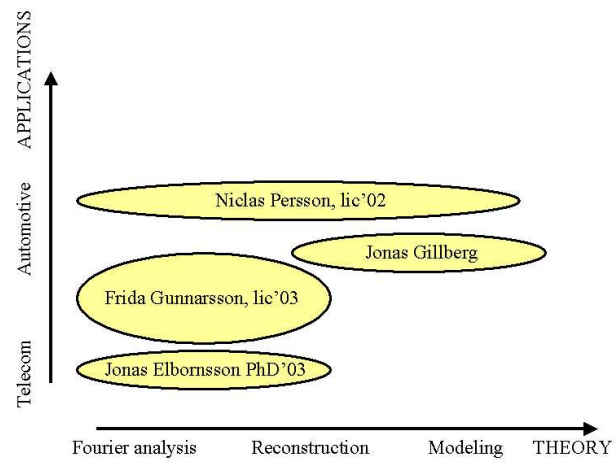 APPLICATIONS
Automotive
Telecom
Niclas Persson, lic’02
Jonas Gillberg
Frida Gunnarsson, lic’03
Jonas Elbornsson PhD’03
Fourier analysis
Reconstruction
Modeling
THEORY